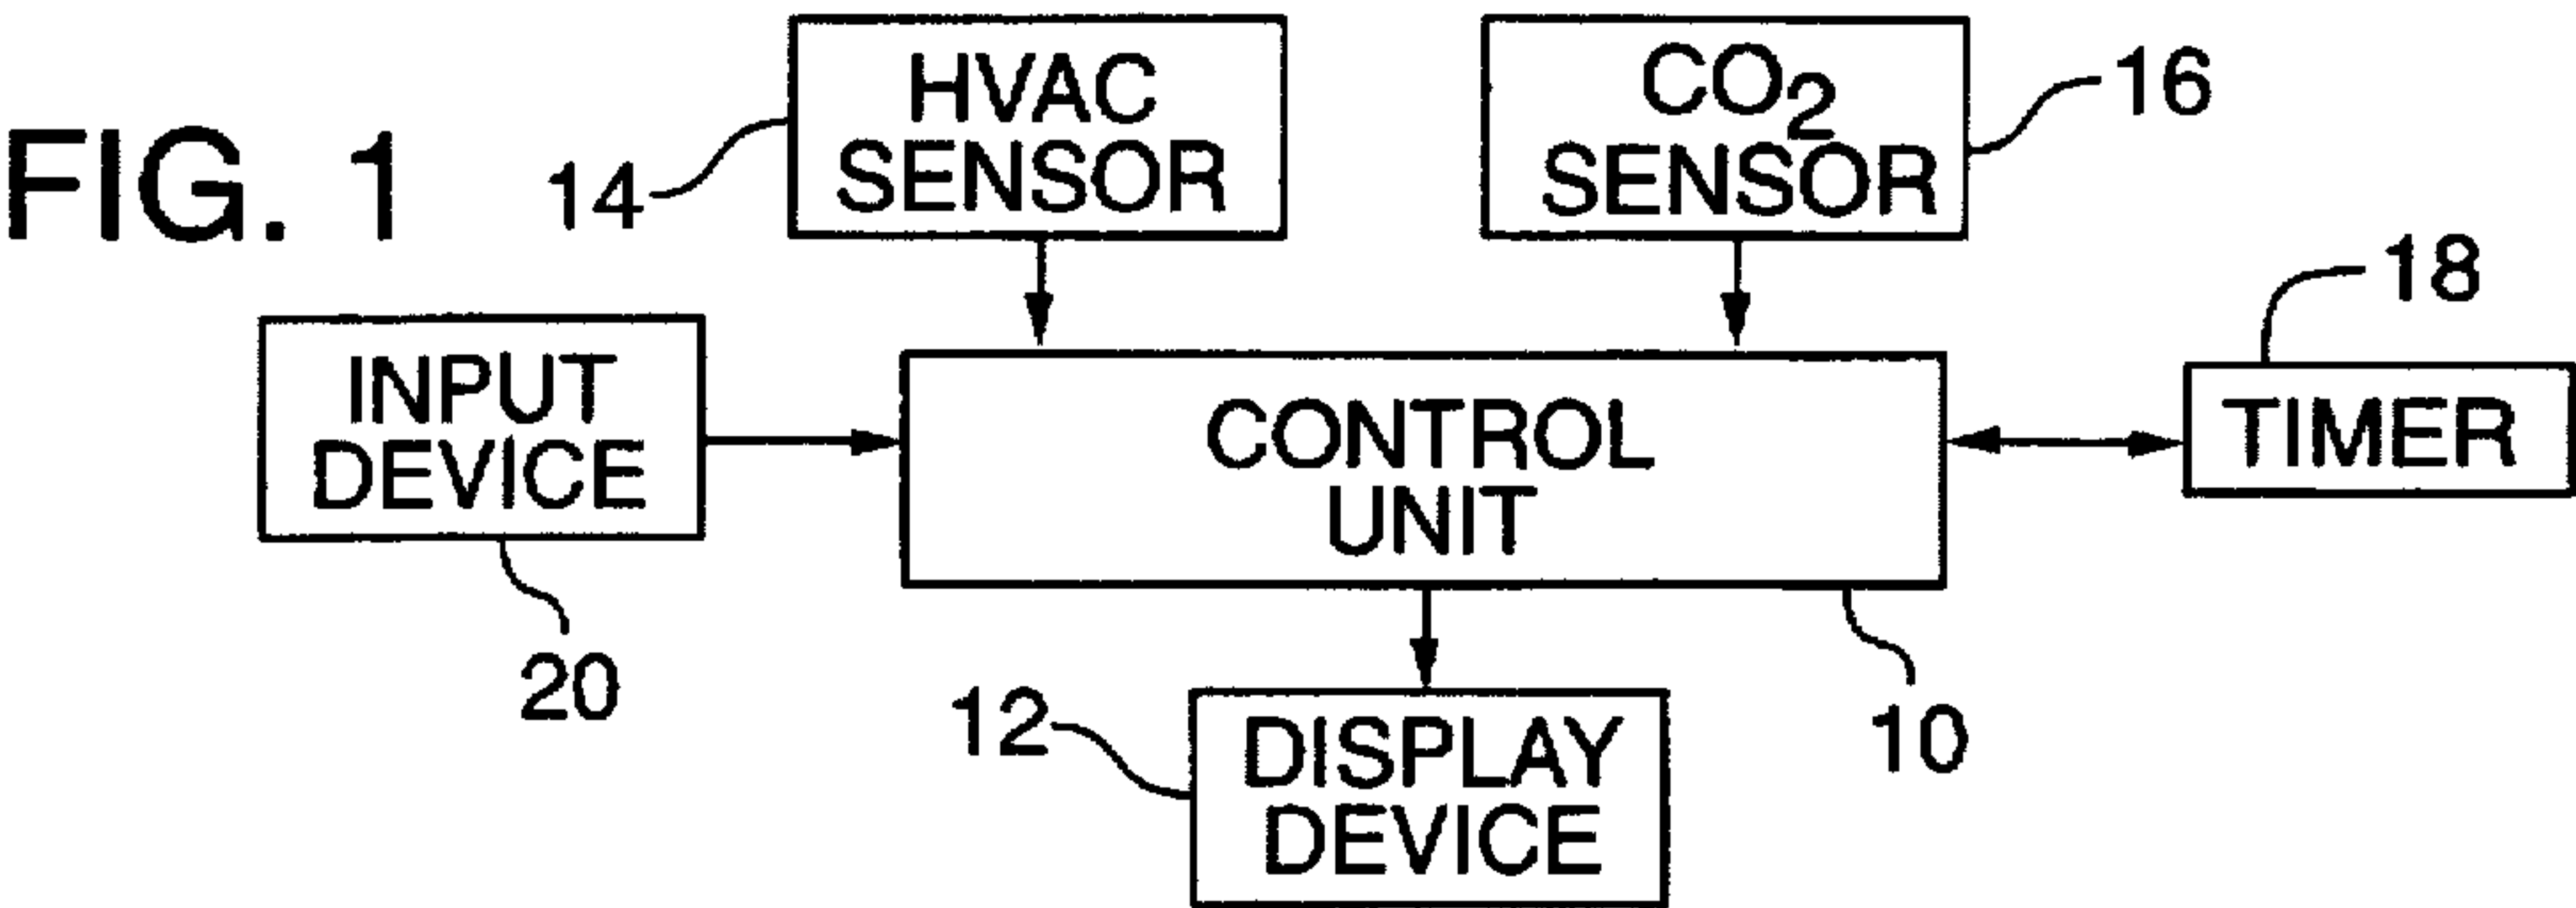 FIG. 1
HVAC
SENSOR
14
CO₂
SENSOR
16
18
INPUT
DEVICE
20
CONTROL
UNIT
10
TIMER
12
DISPLAY
DEVICE